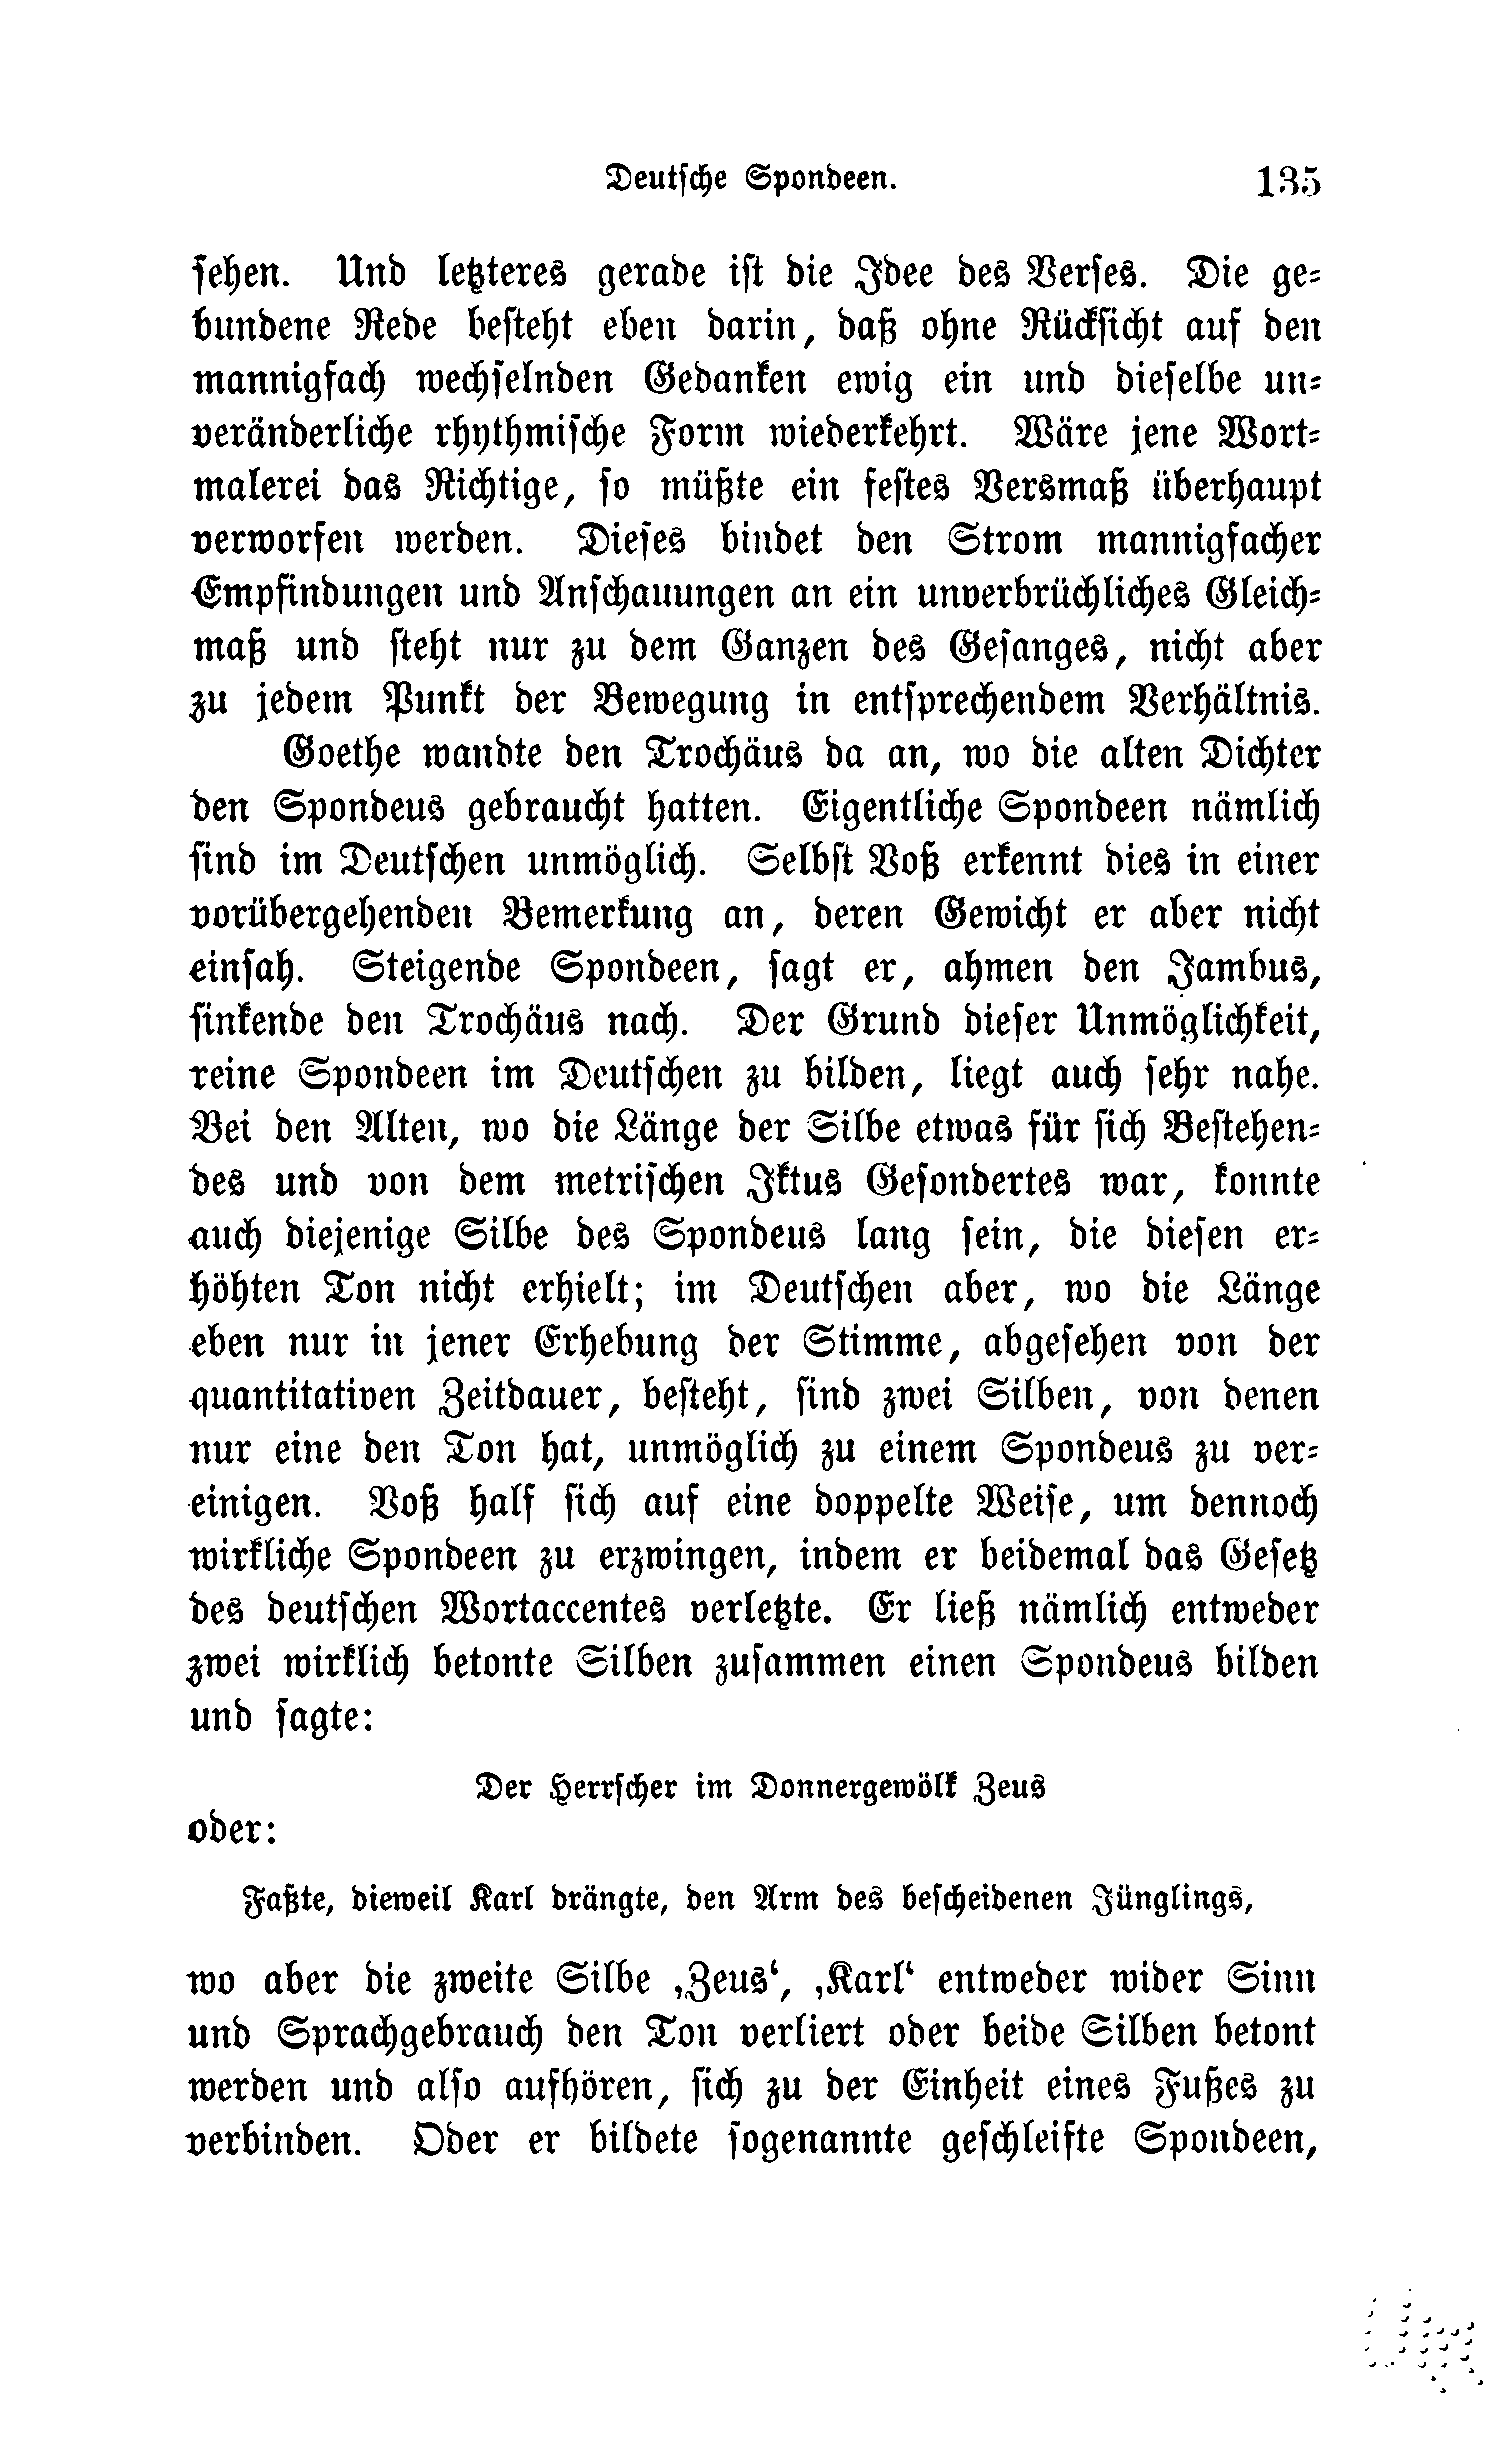 Deutſche Spondeen. 135
ſehen. Und letzteres gerade iſt die Idee des Verſes. Die ge⸗
bundene Rede beſteht eben darin, daß ohne Rückſicht auf den
mannigfach wechſelnden Gedanken ewig ein und dieſelbe un⸗
veränderliche rhythmiſche Form wiederkehrt. Wäre jene Wort⸗
malerei das Richtige, ſo müßte ein feſtes Versmaß überhaupt
verworfen werden. Dieſes bindet den Strom mannigfacher
Empfindungen und Anſchauungen an ein unverbrüchliches Gleich⸗
maß und ſteht nur zu dem Ganzen des Geſanges, nicht aber
zu jedem Punkt der Bewegung in entſprechendem Verhältnis.
Goethe wandte den Trochäus da an, wo die alten Dichter
den Spondeus gebraucht hatten. Eigentliche Spondeen nämlich
ſind im Deutſchen unmöglich. Selbſt Voß erkennt dies in einer
vorübergehenden Bemerkung an, deren Gewicht er aber nicht
einſah. Steigende Spondeen, ſagt er, ahmen den Jambus,
ſinkende den Trochäus nach. Der Grund dieſer Unmöglichkeit,
reine Spondeen im Deutſchen zu bilden, liegt auch ſehr nahe.
Bei den Alten, wo die Länge der Silbe etwas für ſich Beſtehen⸗
des und von dem metriſchen Iktus Geſondertes war, konnte
auch diejenige Silbe des Spondeus lang ſein, die dieſen er⸗
höhten Ton nicht erhielt; im Deutſchen aber, wo die Länge
eben nur in jener Erhebung der Stimme, abgeſehen von der
quantitativen Zeitdauer, beſteht, ſind zwei Silben, von denen
nur eine den Ton hat, unmöglich zu einem Spondeus zu ver⸗
einigen. Voß half ſich auf eine doppelte Weiſe, um dennoch
wirkliche Spondeen zu erzwingen, indem er beidemal das Geſetz
des deutſchen Wortaccentes verletzte. Er ließ nämlich entweder
zwei wirklich betonte Silben zuſammen einen Spondeus bilden
und ſagte:
Der Herrſcher im Donnergewölk Zeus
oder:
Faßte, dieweil Karl drängte, den Arm des beſcheidenen Jünglings,
wo aber die zweite Silbe ‚Zeus‘, ‚Karl‘ entweder wider Sinn
und Sprachgebrauch den Ton verliert oder beide Silben betont
werden und alſo aufhören, ſich zu der Einheit eines Fußes zu
verbinden. Oder er bildete ſogenannte geſchleifte Spondeen,